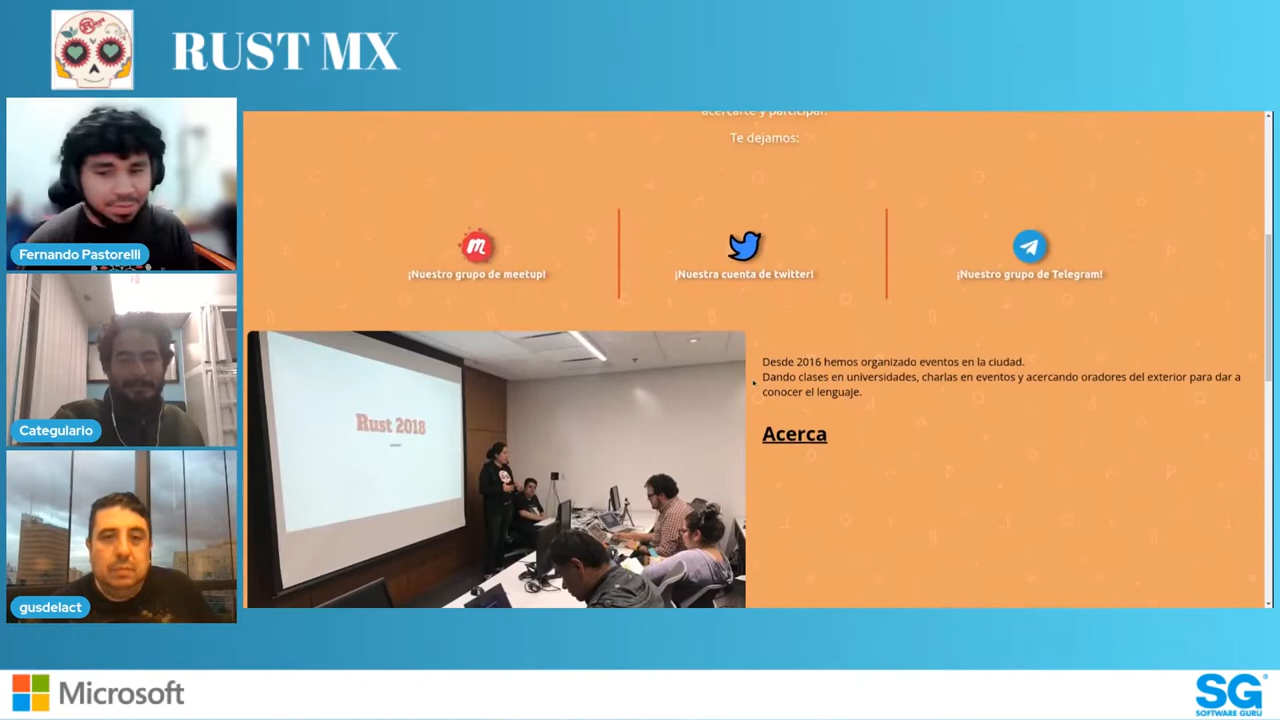 RUST MX
acercarte y participar.
Te dejamos:
¡Nuestro grupo de meetup!
¡Nuestra cuenta de twitter!
¡Nuestro grupo de Telegram!
Fernando Pastorelli
Rust 2018
Desde 2016 hemos organizado eventos en la ciudad.
Dando clases en universidades, charlas en eventos y acercando oradores del exterior para dar a
conocer el lenguaje.
Acerca
Categulario
gusdelact
Microsoft
SG
SOFTWARE GURU